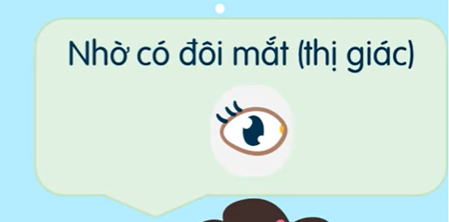 Nhờ có đôi mắt (thị giác)